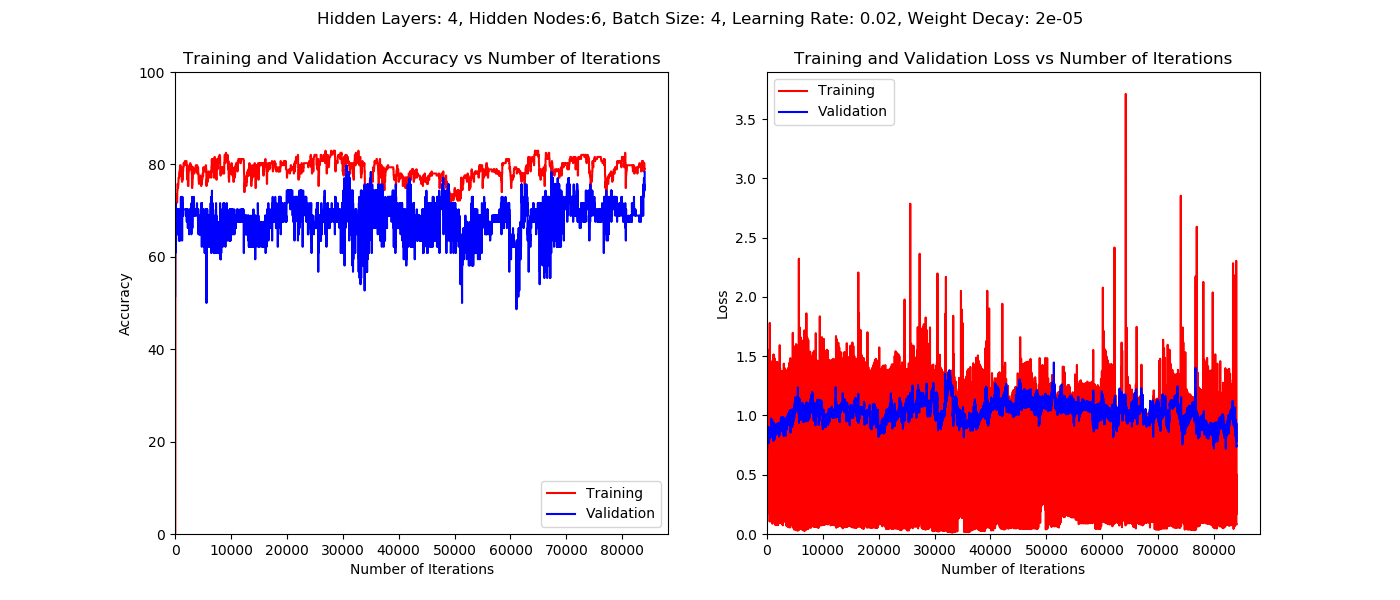 Hidden Layers: 4, Hidden Nodes:6, Batch Size: 4, Learning Rate: 0.02, Weight Decay: 2e-05
Training and Validation Accuracy vs Number of Iterations
100
80
60
40
20
0
Accuracy
0 10000 20000 30000 40000 50000 60000 70000 80000
Number of Iterations
Training
Validation
Training and Validation Loss vs Number of Iterations
Training
Validation
3.5
3.0
2.5
2.0
1.5
1.0
0.5
0.0
Loss
0 10000 20000 30000 40000 50000 60000 70000 80000
Number of Iterations